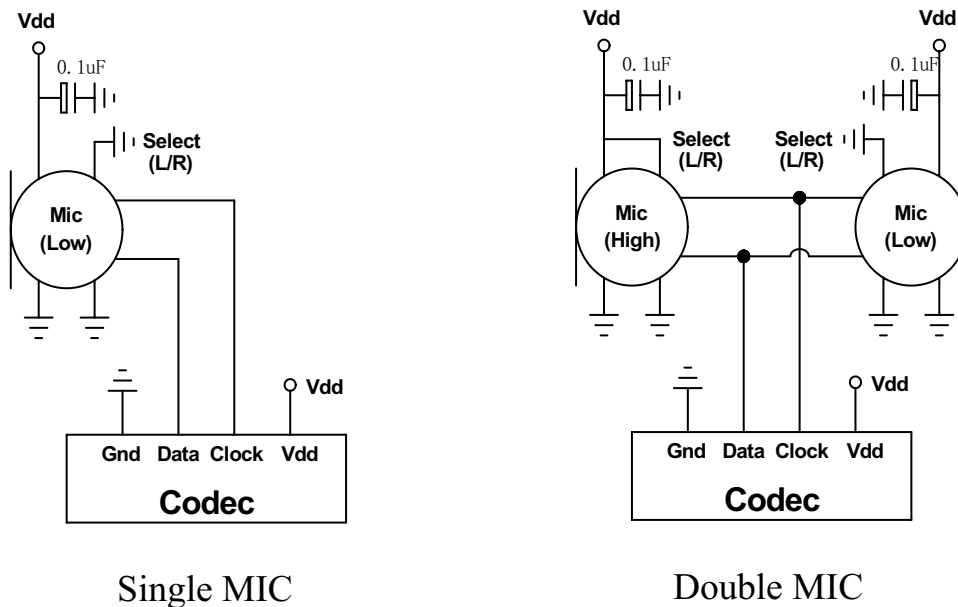 Vdd
0.1uF
Select
(L/R)
Mic
(Low)
Vdd
Gnd Data Clock Vdd
Codec
Single MIC
Vdd
Vdd
0.1uF
0.1uF
Select
(L/R)
Select
(L/R)
Mic
(High)
Mic
(Low)
Vdd
Gnd Data Clock Vdd
Codec
Double MIC